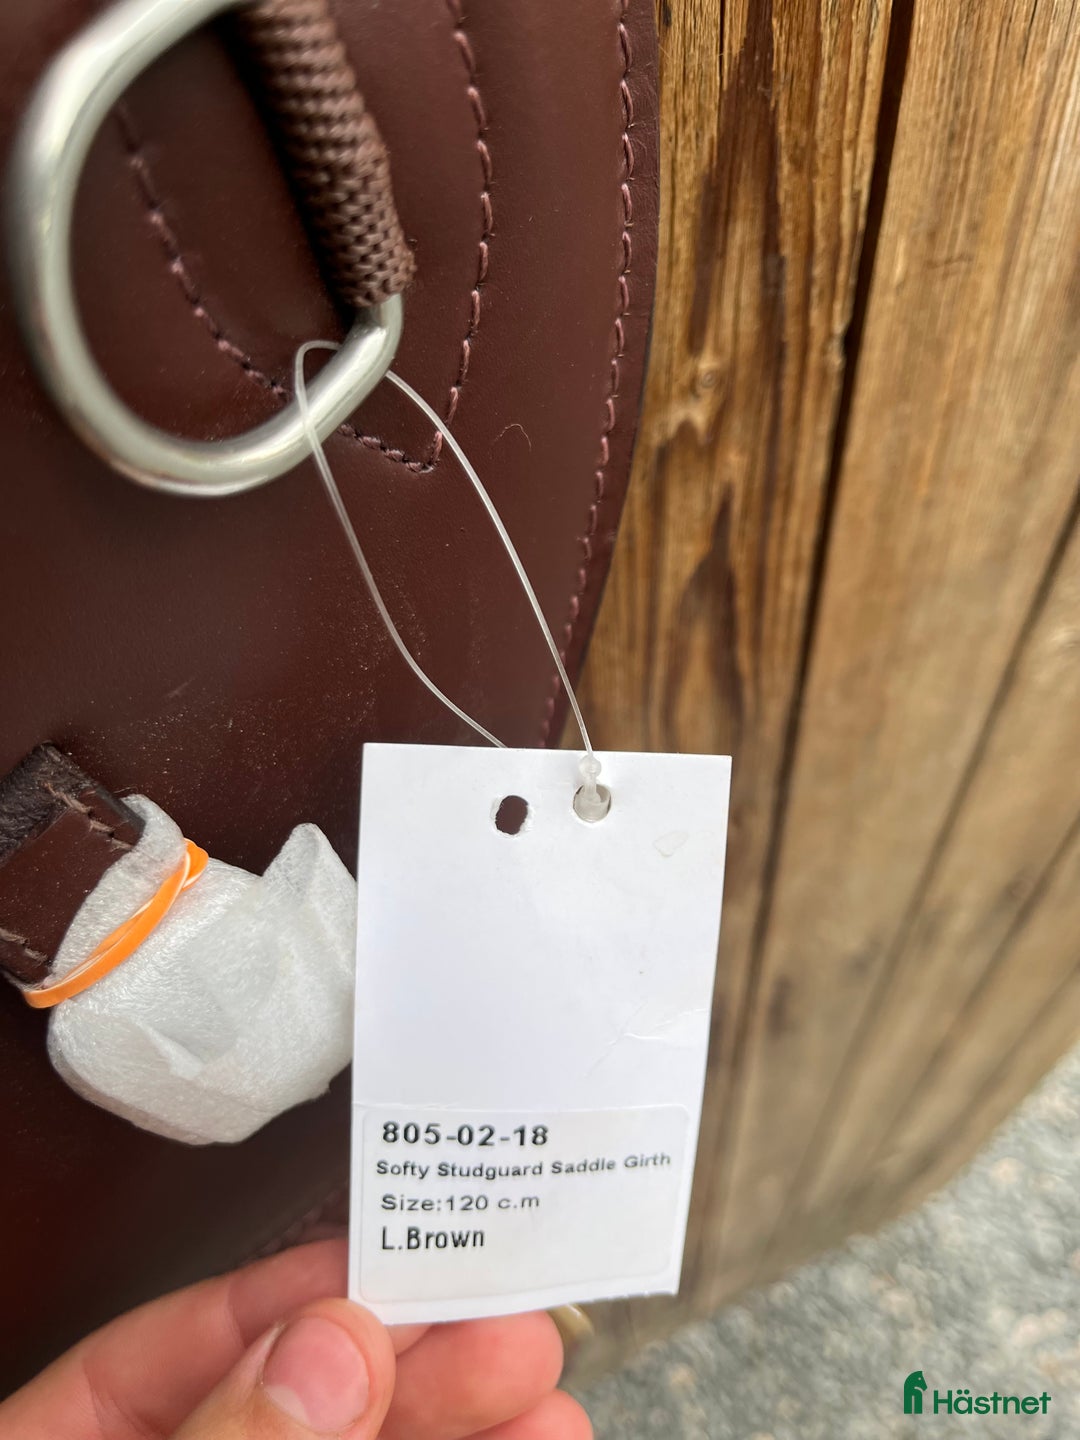 805-02-18
Softy Studguard Saddle Girth
Size:120 c.m
L.Brown
Hästnet